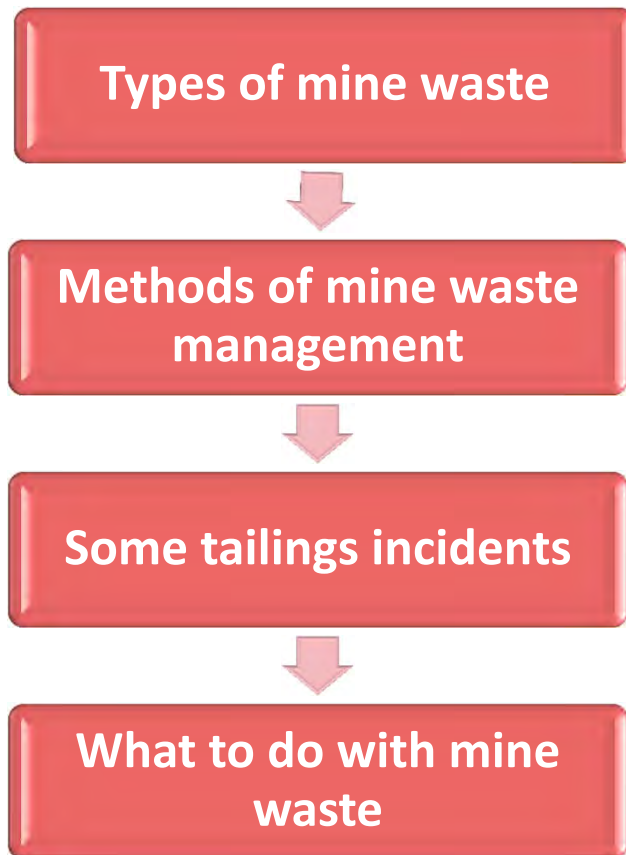 Types of mine waste
Methods of mine waste
management
Some tailings incidents
What to do with mine
waste